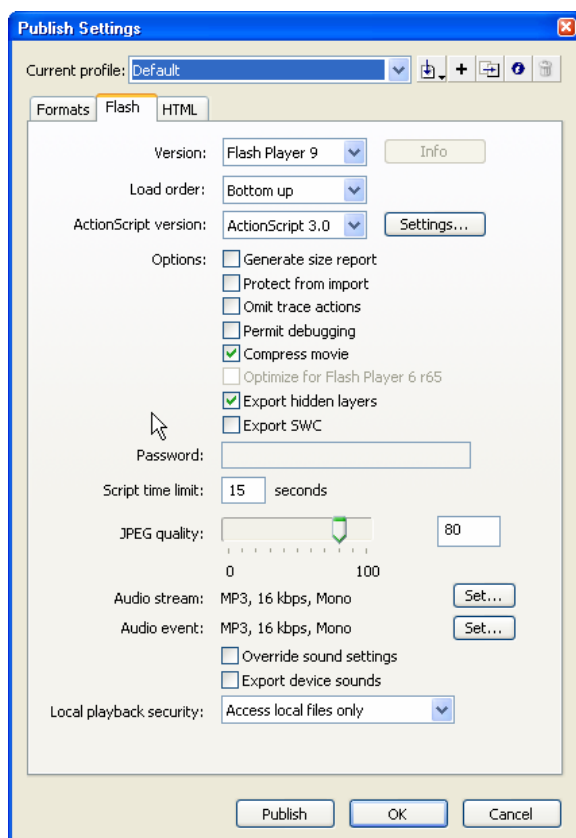 Publish Settings
Current profile: Default
Formats Flash HTML
Version: Flash Player 9 Info
Load order: Bottom up
ActionScript version: ActionScript 3.0 Settings...
Options: Generate size report
Protect from import
Omit trace actions
Permit debugging
Compress movie
Optimize for Flash Player 6 r65
Export hidden layers
Export SWC
Password:
Script time limit: 15 seconds
JPEG quality: 80
0 100
Audio stream: MP3, 16 kbps, Mono Set...
Audio event: MP3, 16 kbps, Mono Set...
Override sound settings
Export device sounds
Local playback security: Access local files only
Publish OK Cancel